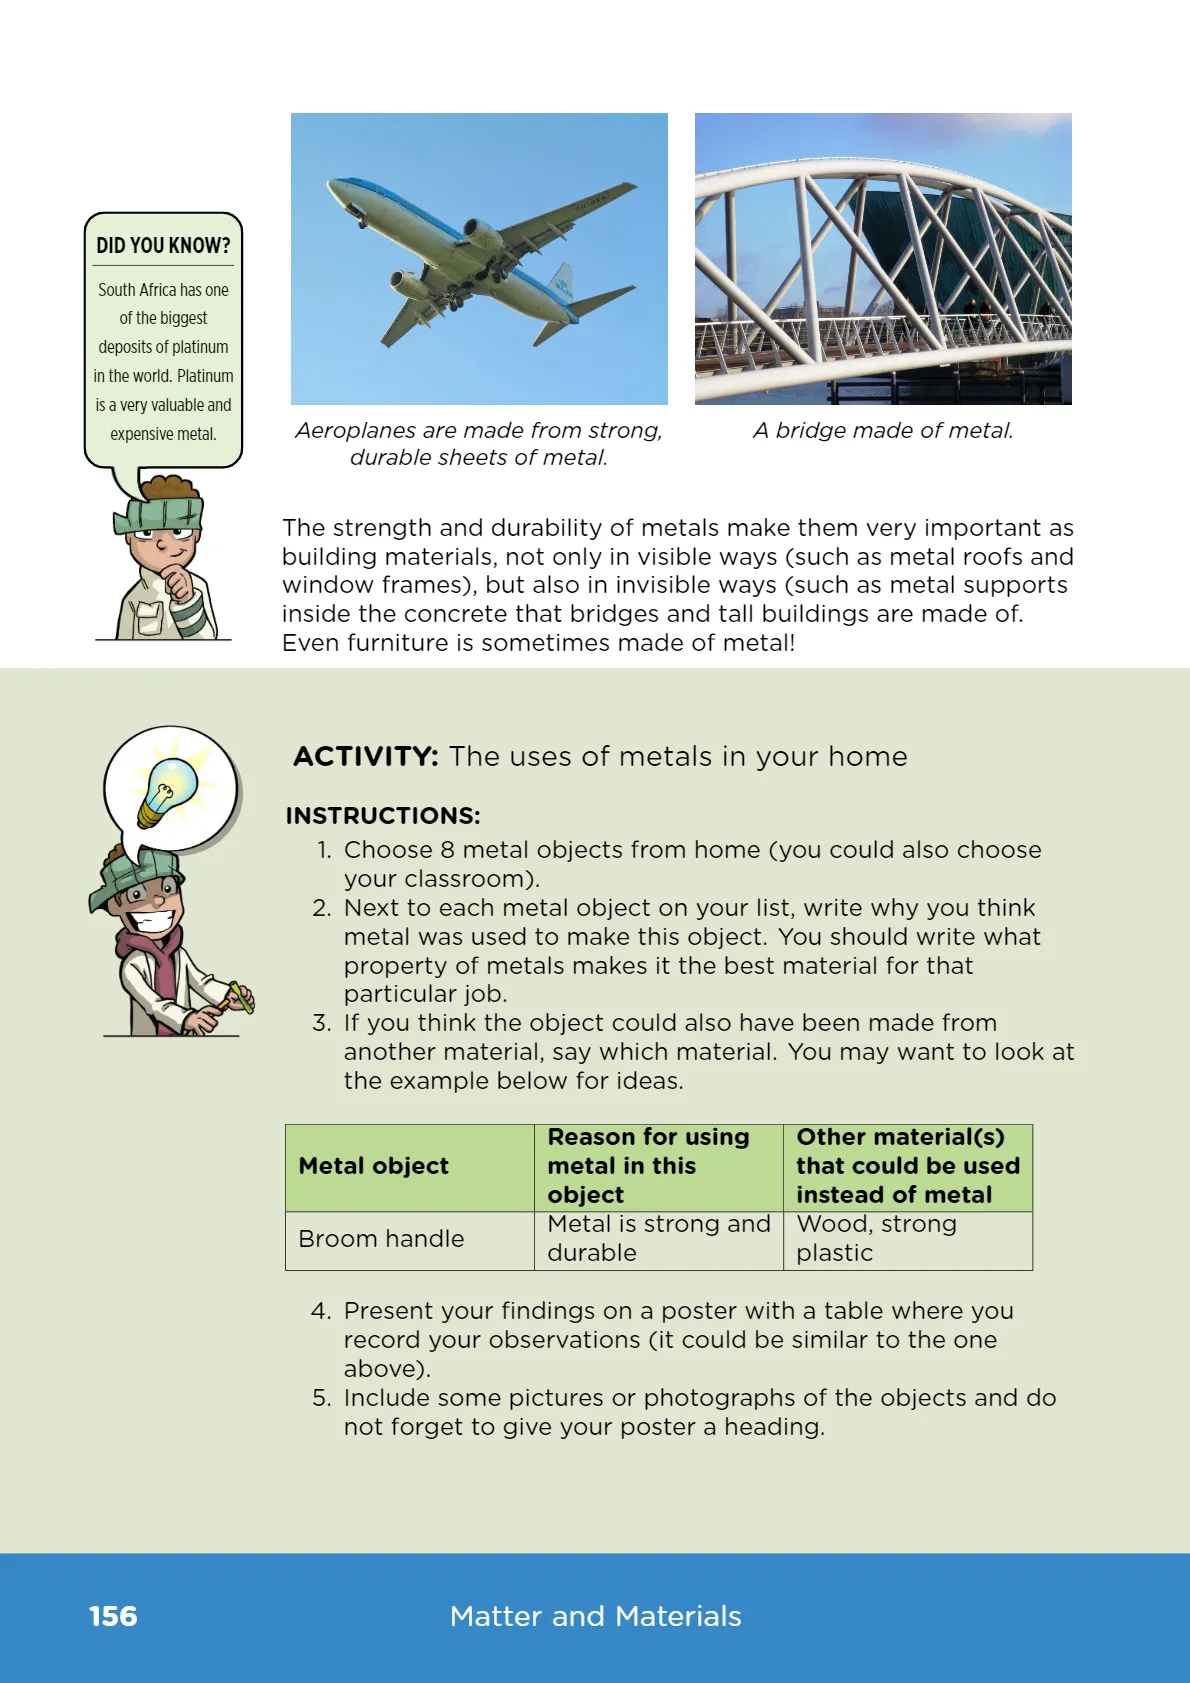 DID YOU KNOW?
South Africa has one
of the biggest
deposits of platinum
in the world. Platinum
is a very valuable and
expensive metal.
Aeroplanes are made from strong,
durable sheets of metal.
A bridge made of metal.
The strength and durability of metals make them very important as
building materials, not only in visible ways (such as metal roofs and
window frames), but also in invisible ways (such as metal supports
inside the concrete that bridges and tall buildings are made of.
Even furniture is sometimes made of metal!
ACTIVITY: The uses of metals in your home
INSTRUCTIONS:
1. Choose 8 metal objects from home (you could also choose
your classroom).
2. Next to each metal object on your list, write why you think
metal was used to make this object. You should write what
property of metals makes it the best material for that
particular job.
3. If you think the object could also have been made from
another material, say which material. You may want to look at
the example below for ideas.
Metal object
Reason for using
metal in this
object
Other material(s)
that could be used
instead of metal
Broom handle
Metal is strong and
durable
Wood, strong
plastic
4. Present your findings on a poster with a table where you
record your observations (it could be similar to the one
above).
5. Include some pictures or photographs of the objects and do
not forget to give your poster a heading.
156
Matter and Materials